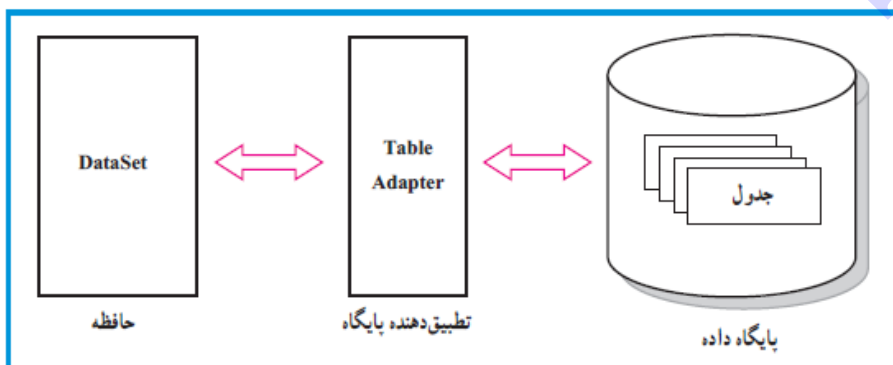 DataSet
Table
Adapter
جدول
حافظه
تطبیق‌دهنده پایگاه
پایگاه داده